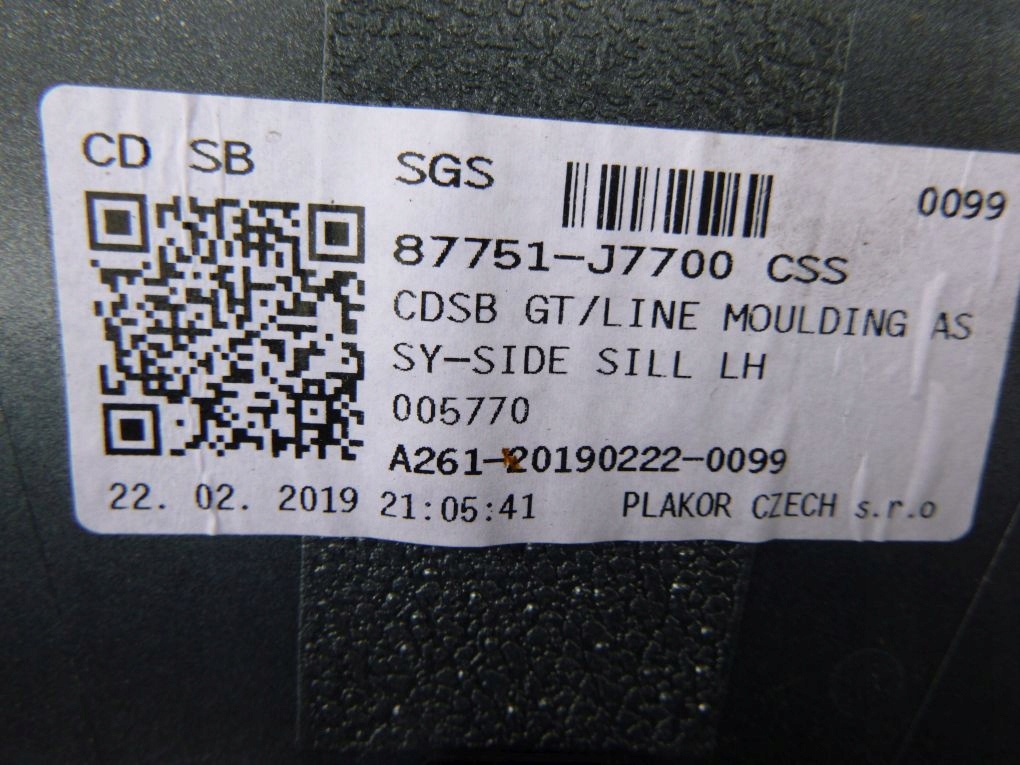 CD SB SGS 0099
87751-J7700 CSS
CDSB GT/LINE MOULDING AS
SY-SIDE SILL LH
005770
A261-20190222-0099
22. 02. 2019 21:05:41 PLAKOR CZECH s.r.o